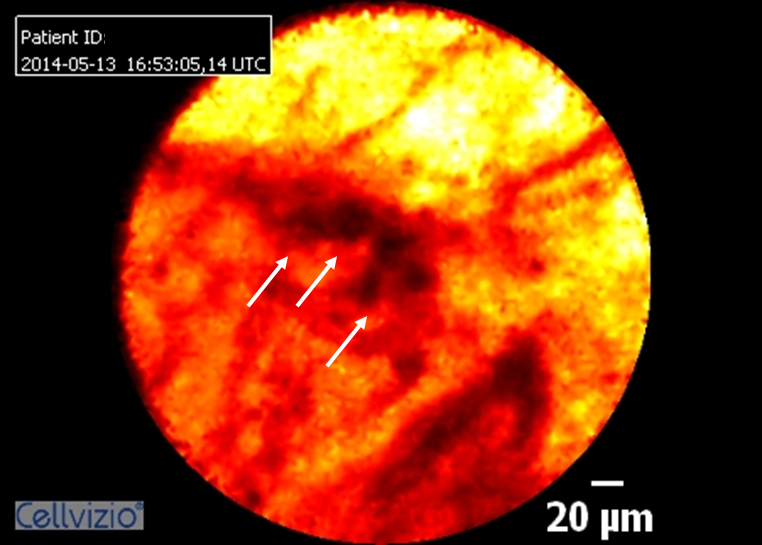 Patient ID:
2014-05-13 16:53:05,14 UTC
Cellvizio®
20 µm